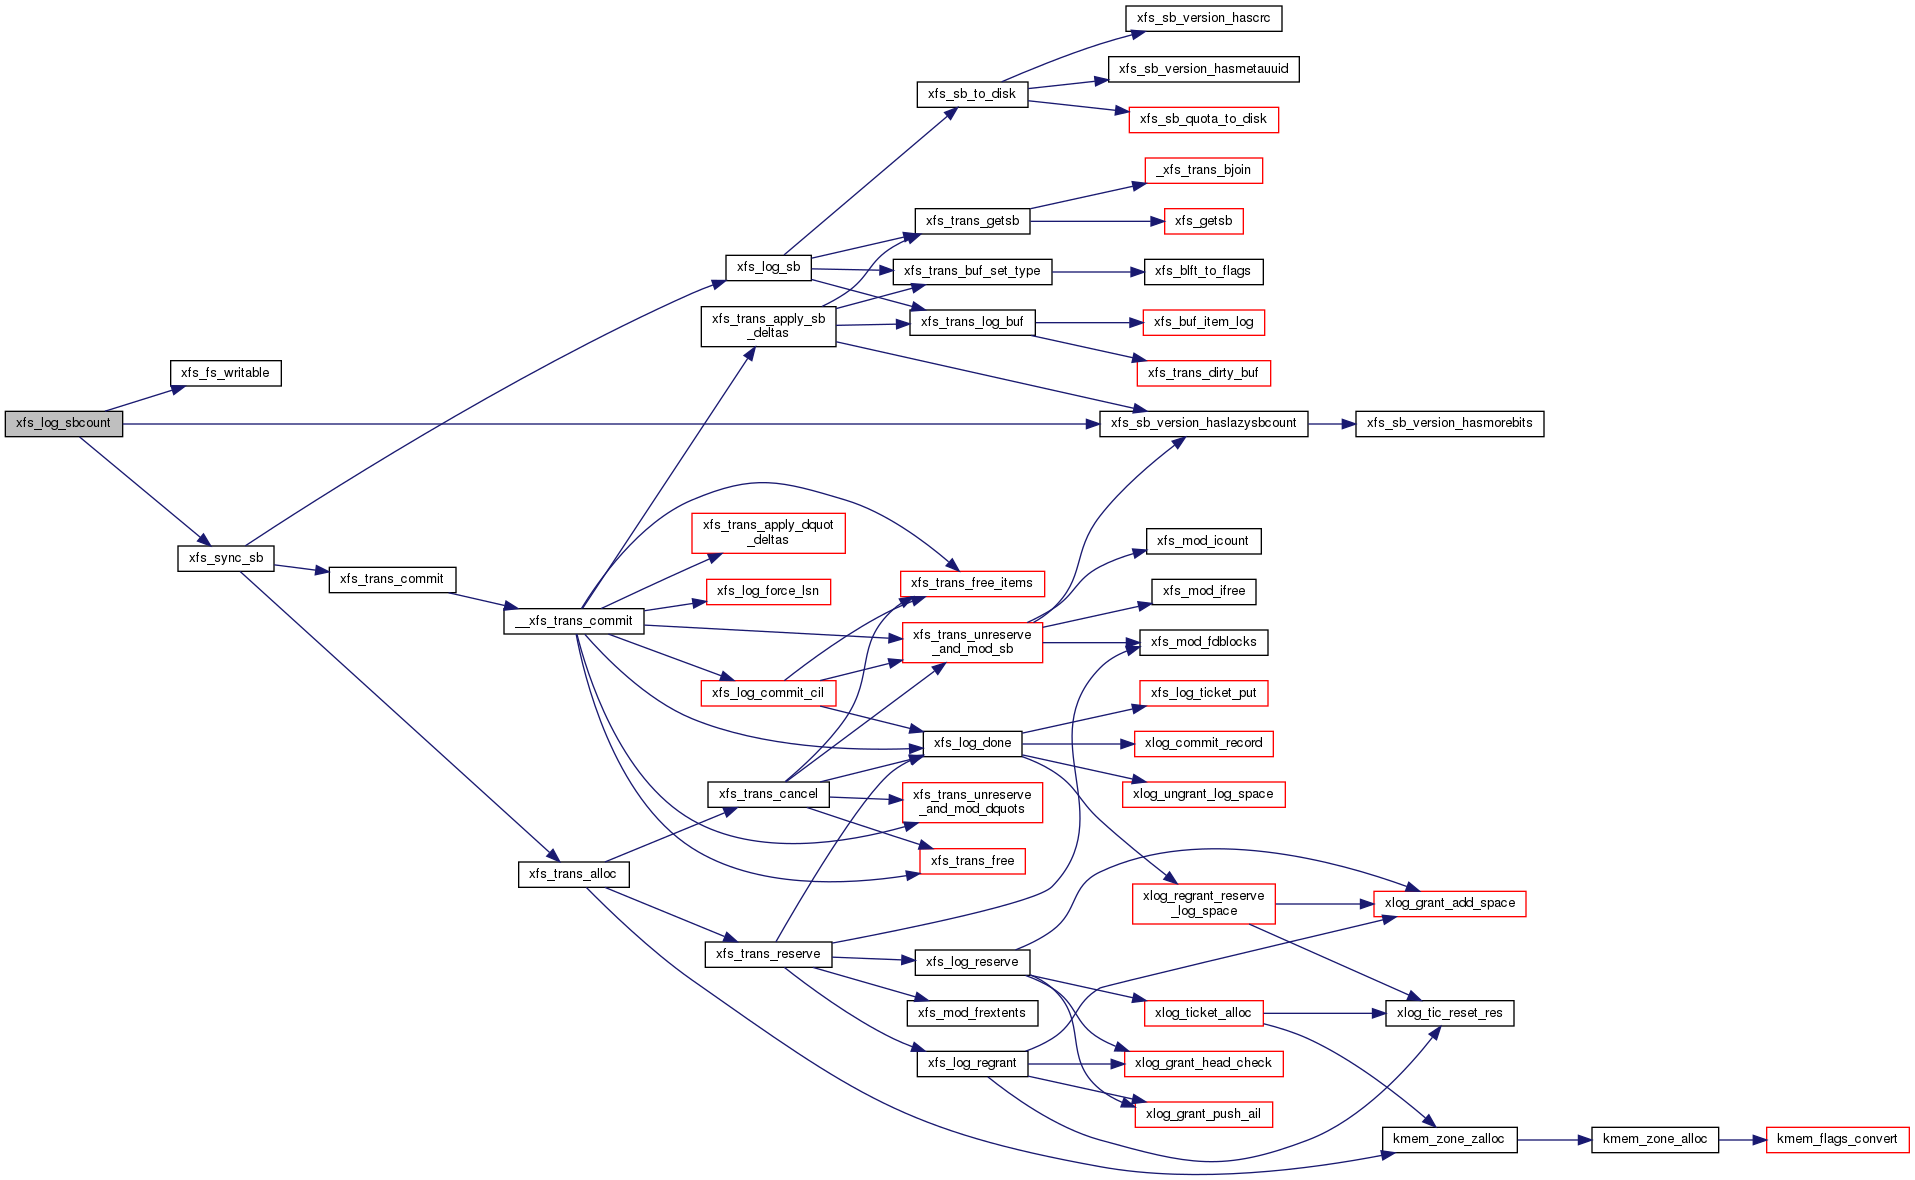 xfs_sb_version_hascrc
xfs_sb_version_hasmetauuid
xfs_sb_to_disk
xfs_sb_quota_to_disk
_xfs_trans_bjoin
xfs_trans_getsb
xfs_getsb
xfs_log_sb
xfs_trans_buf_set_type
xfs_blft_to_flags
xfs_trans_apply_sb
_deltas
xfs_trans_log_buf
xfs_buf_item_log
xfs_fs_writable
xfs_trans_dirty_buf
xfs_log_sbcount
xfs_sb_version_haslazysbcount
xfs_sb_version_hasmorebits
xfs_trans_apply_dquot
_deltas
xfs_mod_icount
xfs_sync_sb
xfs_trans_commit
xfs_trans_free_items
xfs_log_force_lsn
xfs_mod_ifree
__xfs_trans_commit
xfs_trans_unreserve
_and_mod_sb
xfs_mod_fdblocks
xfs_log_commit_cil
xfs_log_ticket_put
xfs_log_done
xlog_commit_record
xfs_trans_cancel
xfs_trans_unreserve
_and_mod_dquots
xlog_ungrant_log_space
xfs_trans_free
xfs_trans_alloc
xlog_regrant_reserve
_log_space
xlog_grant_add_space
xfs_trans_reserve
xfs_log_reserve
xfs_mod_frextents
xlog_ticket_alloc
xlog_tic_reset_res
xfs_log_regrant
xlog_grant_head_check
xlog_grant_push_ail
kmem_zone_zalloc
kmem_zone_alloc
kmem_flags_convert